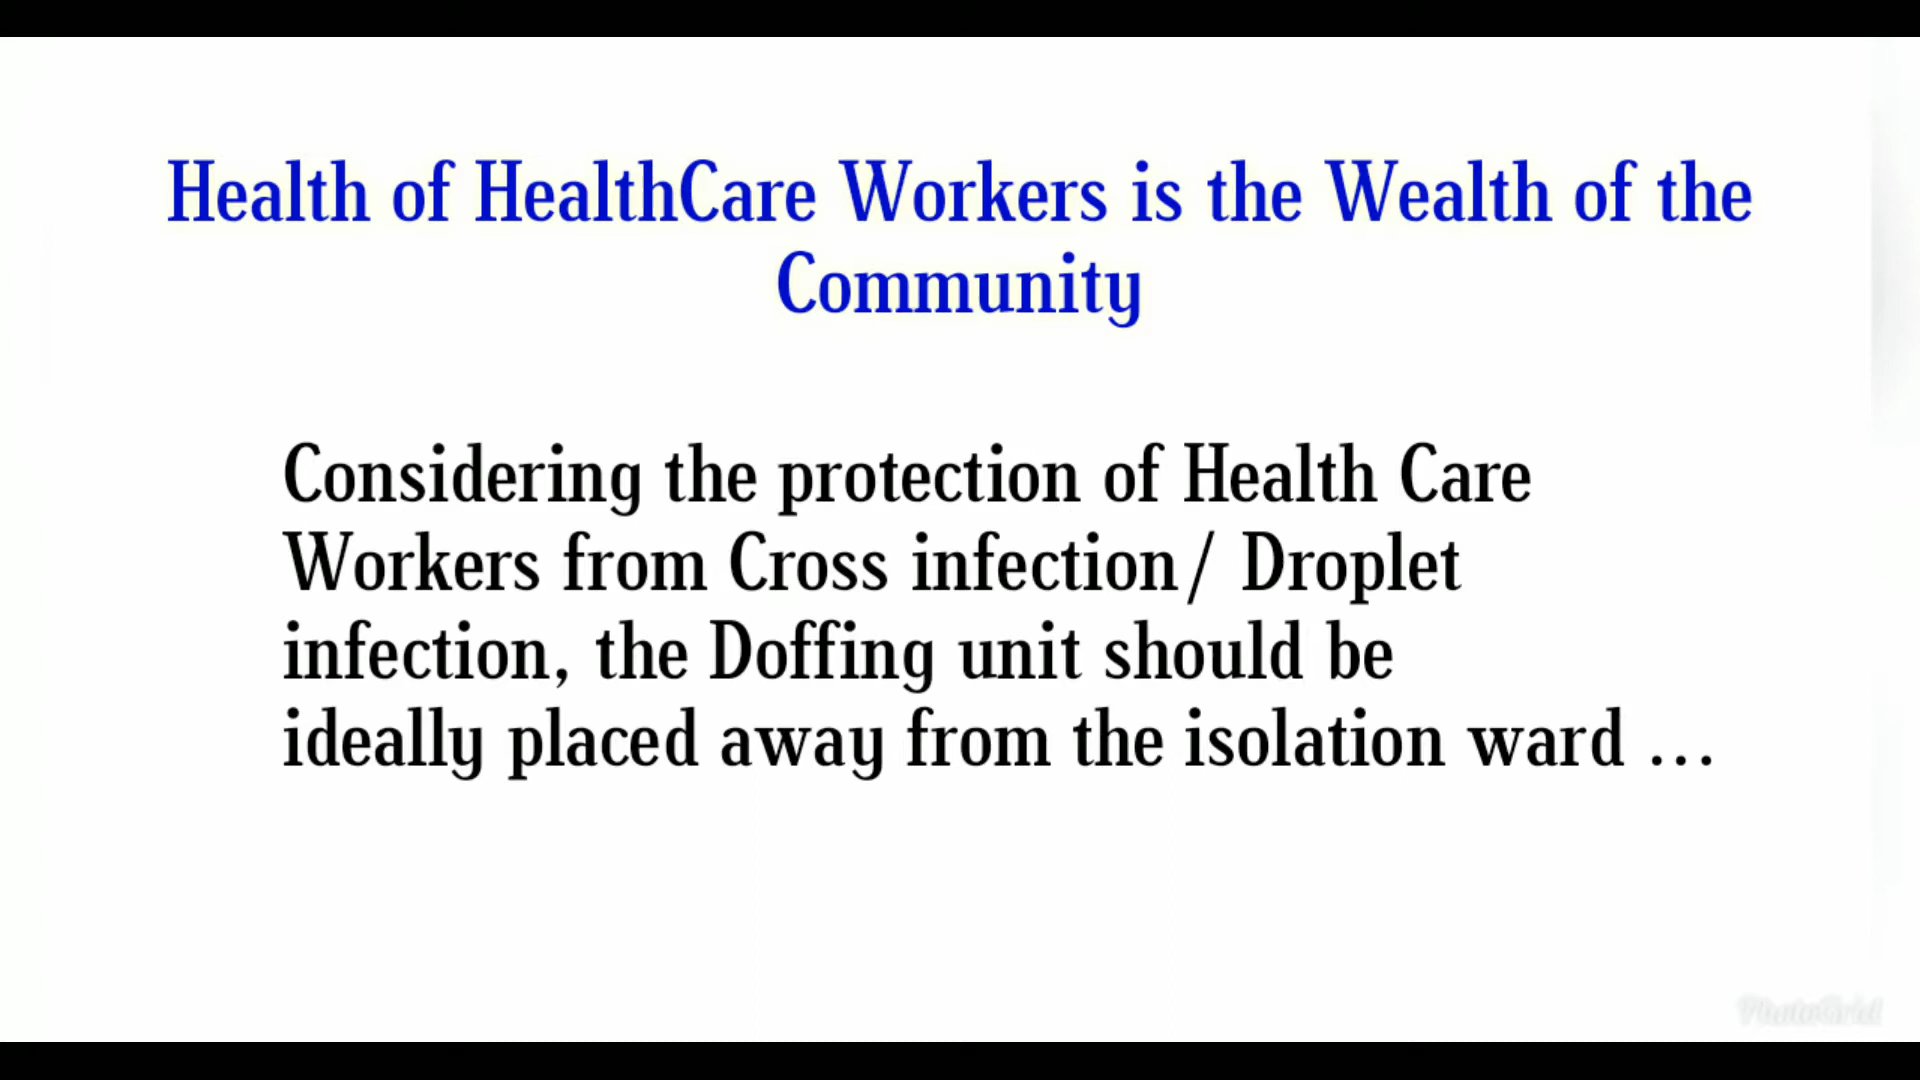 Health of HealthCare Workers is the Wealth of the
Community
Considering the protection of Health Care
Workers from Cross infection/ Droplet
infection, the Doffing unit should be
ideally placed away from the isolation ward ...
PhotoGrid